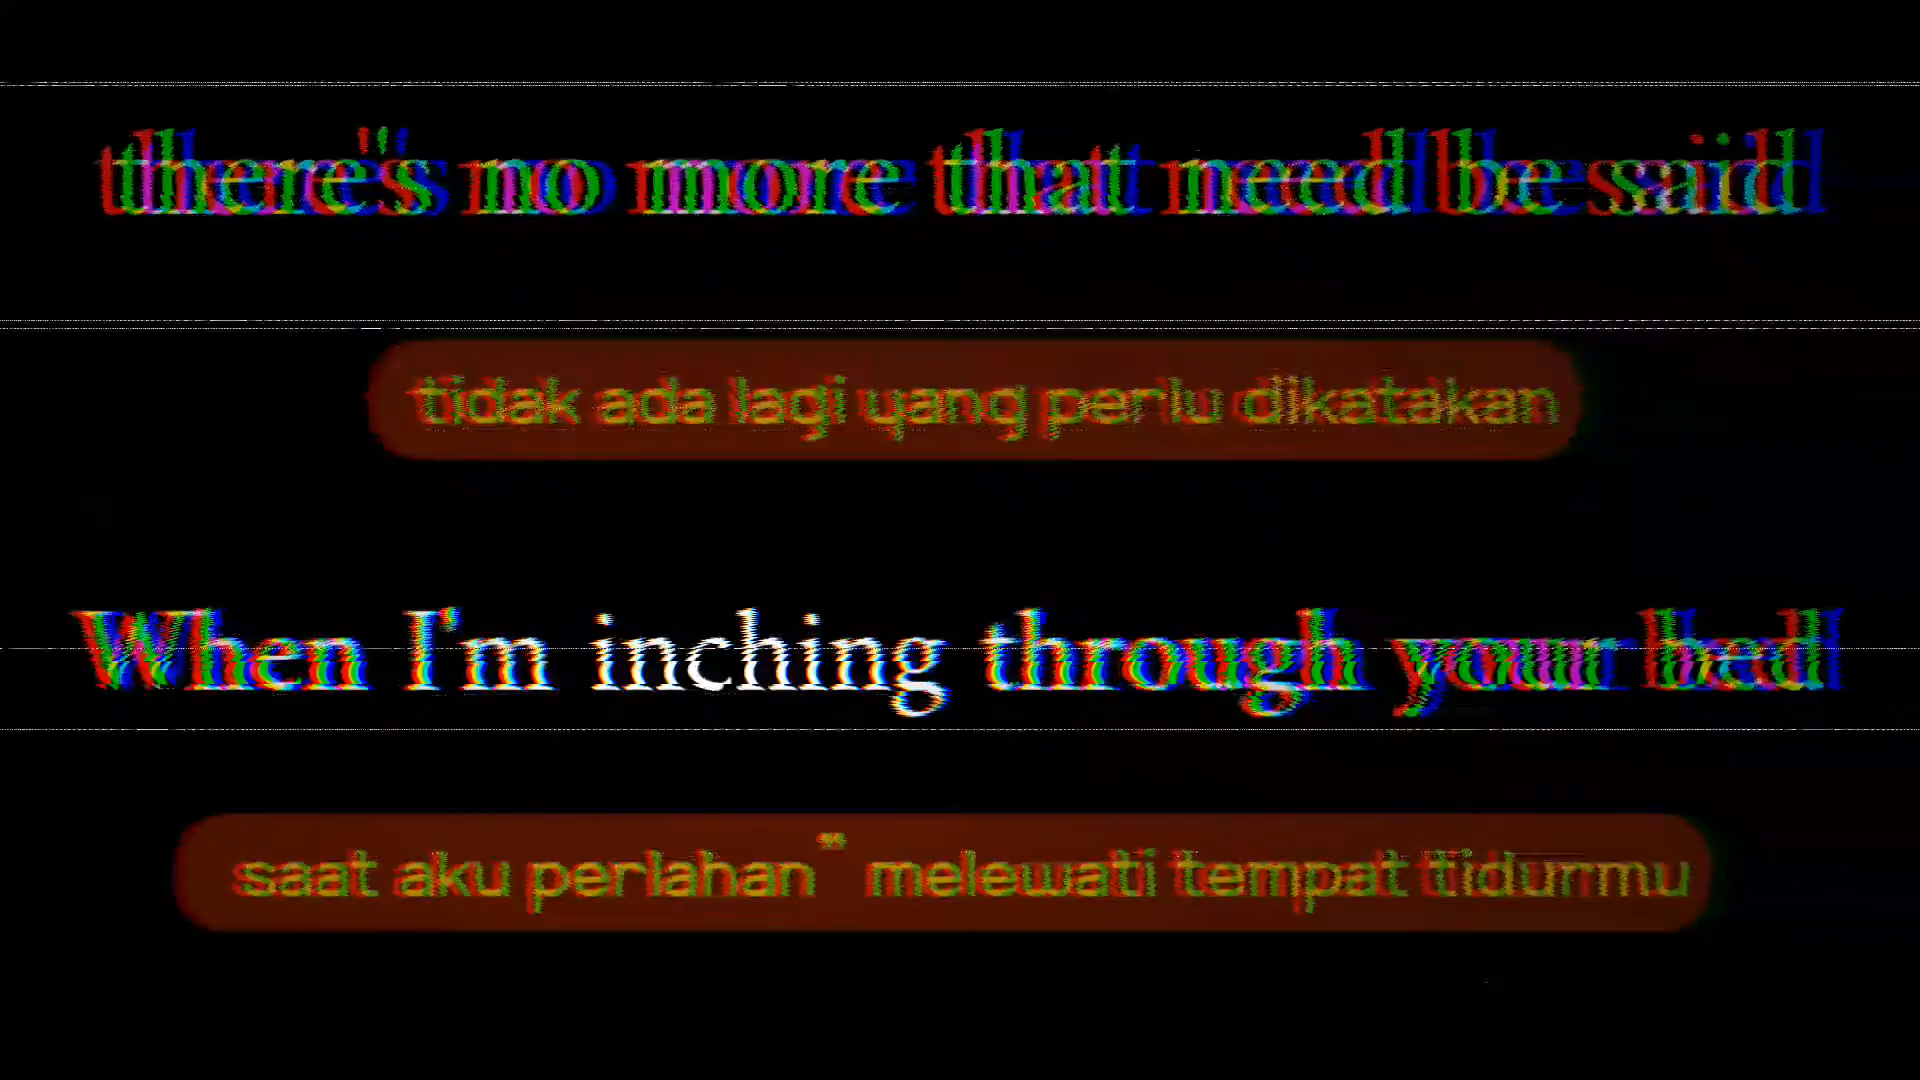 there's no more that need be said
tidak ada lagi yang perlu dikatakan
When I'm inching through your bed
saat aku perlahan" melewati tempat tidurmu